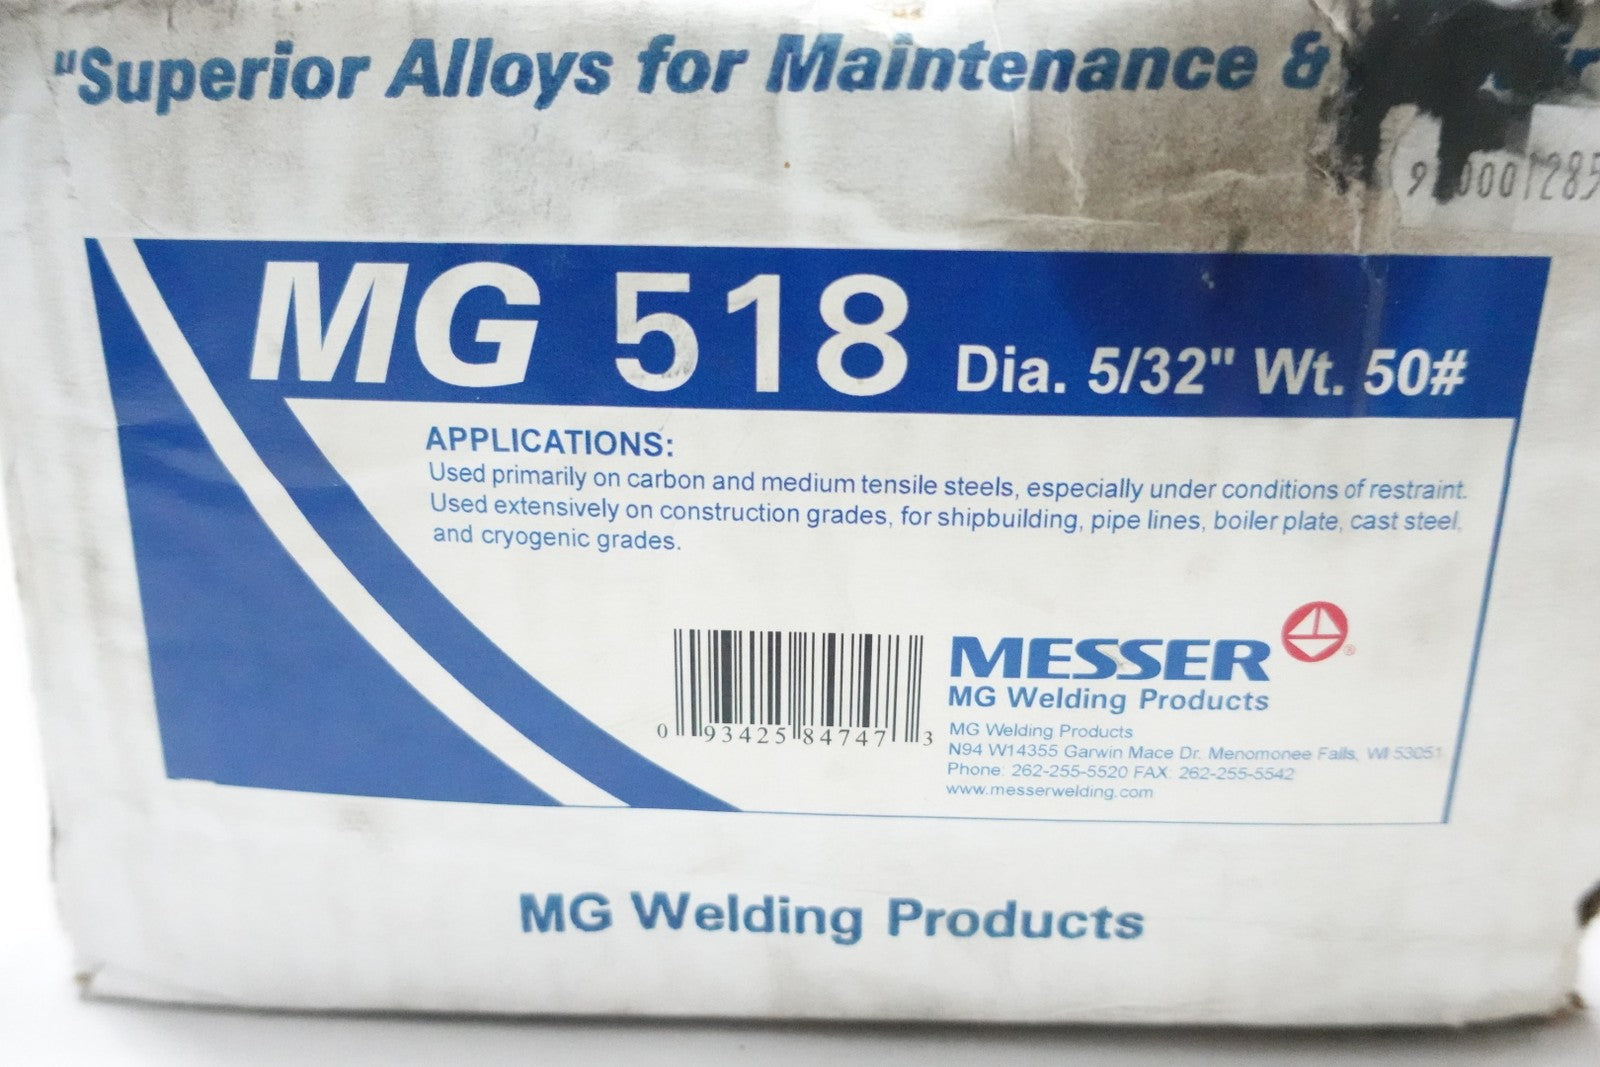 "Superior Alloys for Maintenance &
MG 518 Dia. 5/32" Wt. 50#
APPLICATIONS:
Used primarily on carbon and medium tensile steels, especially under conditions of restraint.
Used extensively on construction grades, for shipbuilding, pipe lines, boiler plate, cast steel,
and cryogenic grades.
0 93425 84747 3
MESSER ®
MG Welding Products
MG Welding Products
N94 W14355 Garwin Mace Dr. Menomonee Falls, WI 53051
Phone: 262-255-5520 FAX: 262-255-5542
www.messerwelding.com
MG Welding Products